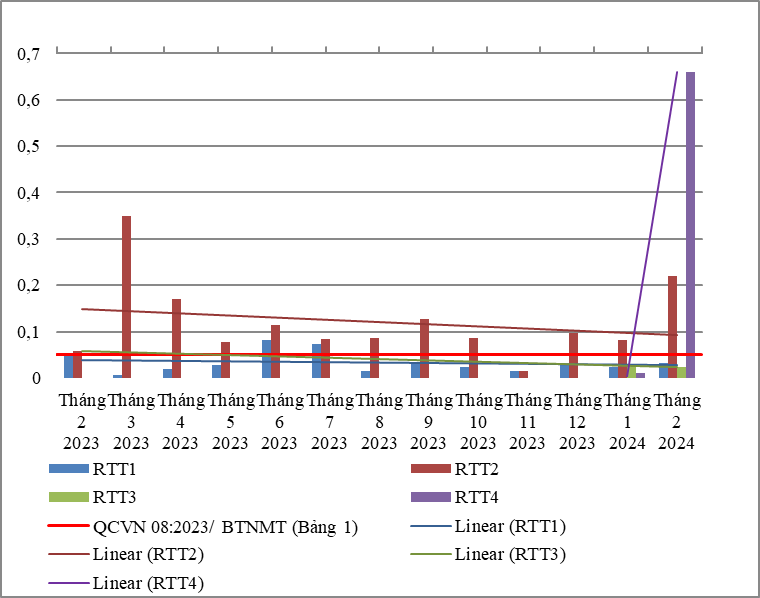 0,7
0,6
0,5
0,4
0,3
0,2
0,1
0
Tháng Tháng Tháng Tháng Tháng Tháng Tháng Tháng Tháng Tháng Tháng Tháng Tháng
2 3 4 5 6 7 8 9 10 11 12 1 2
2023 2023 2023 2023 2023 2023 2023 2023 2023 2023 2023 2024 2024
RTT1 RTT2
RTT3 RTT4
QCVN 08:2023/ BTNMT (Bảng 1) Linear (RTT1)
Linear (RTT2) Linear (RTT3)
Linear (RTT4)